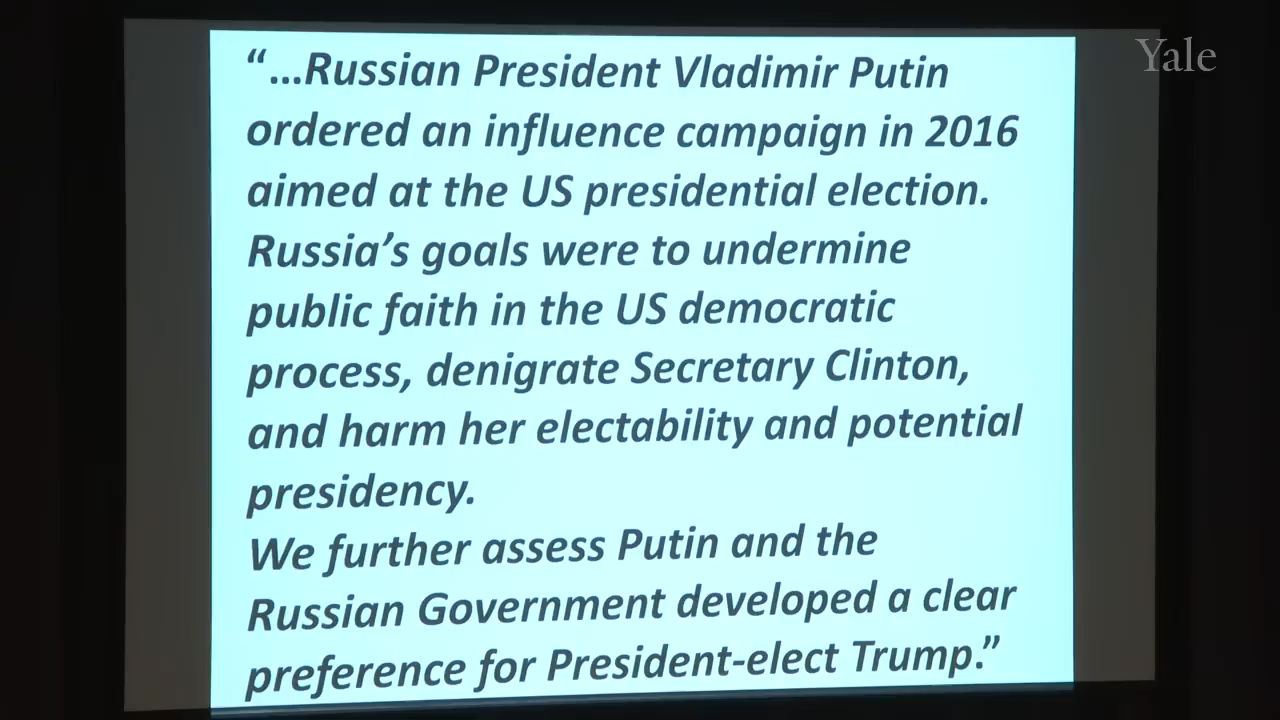 Yale
“...Russian President Vladimir Putin
ordered an influence campaign in 2016
aimed at the US presidential election.
Russia’s goals were to undermine
public faith in the US democratic
process, denigrate Secretary Clinton,
and harm her electability and potential
presidency.
We further assess Putin and the
Russian Government developed a clear
preference for President-elect Trump.”